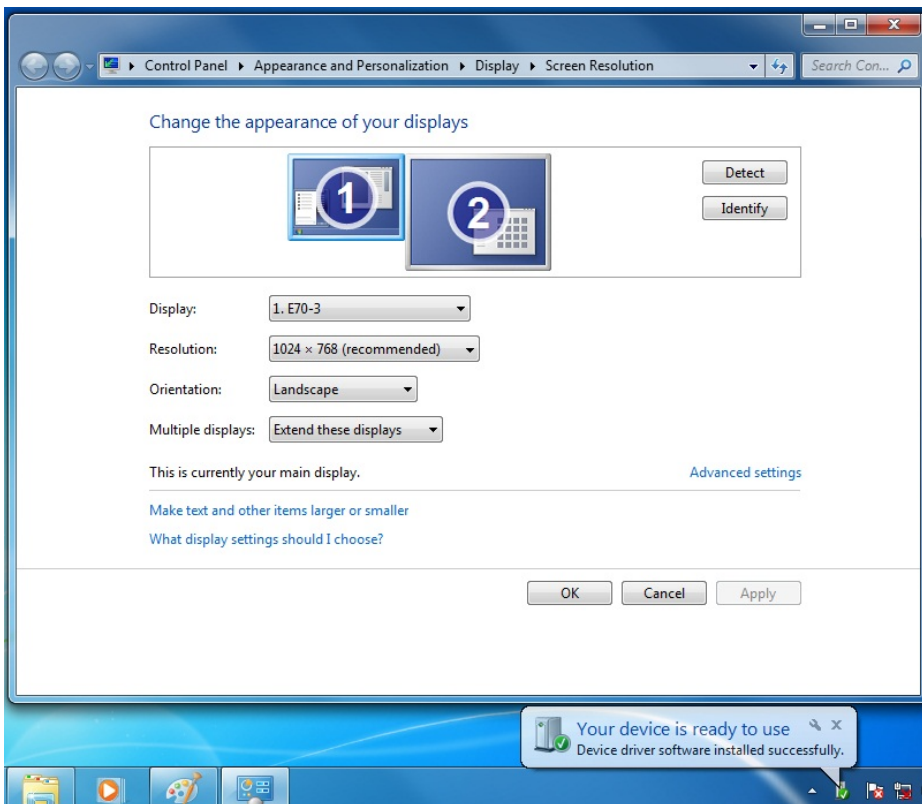 Control Panel ▸ Appearance and Personalization ▸ Display ▸ Screen Resolution
Search Con...
Change the appearance of your displays
1
2
Detect
Identify
Display: 1. E70-3
Resolution: 1024 × 768 (recommended)
Orientation: Landscape
Multiple displays: Extend these displays
This is currently your main display. Advanced settings
Make text and other items larger or smaller
What display settings should I choose?
OK Cancel Apply
Your device is ready to use
Device driver software installed successfully.